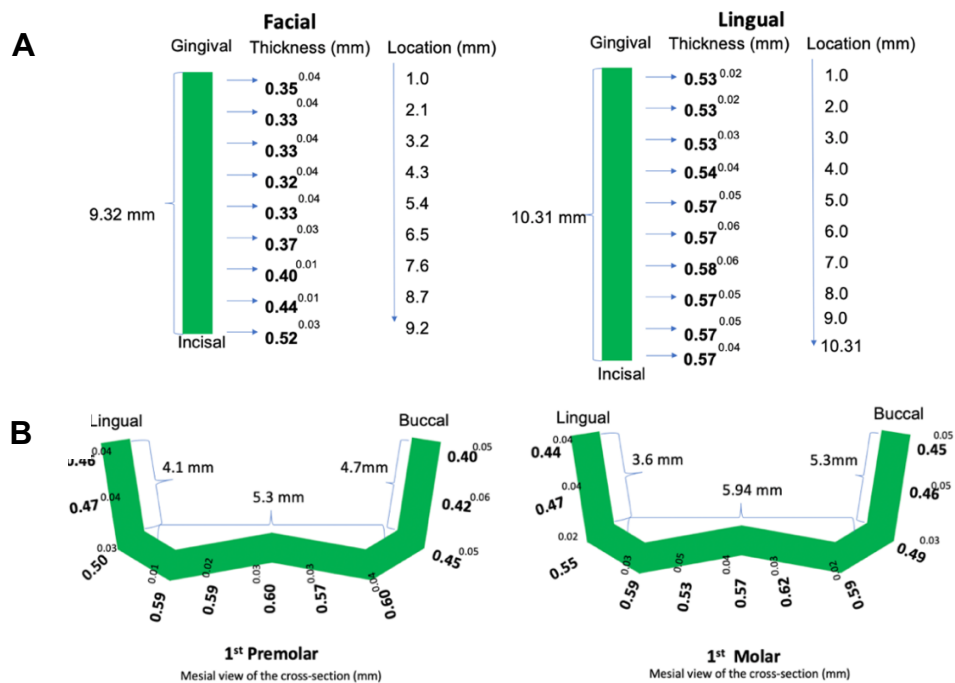 A
Facial
Gingival Thickness (mm) Location (mm)
0.35 0.04 1.0
0.33 0.04 2.1
0.33 0.04 3.2
0.32 0.04 4.3
0.33 0.04 5.4
0.37 0.03 6.5
0.40 0.01 7.6
0.44 0.01 8.7
0.52 0.03 9.2
9.32 mm
Incisal
Lingual
Gingival Thickness (mm) Location (mm)
0.53 0.02 1.0
0.53 0.02 2.0
0.53 0.03 3.0
0.54 0.04 4.0
0.57 0.05 5.0
0.57 0.06 6.0
0.58 0.06 7.0
0.57 0.05 8.0
0.57 0.05 9.0
0.57 0.04 10.31
10.31 mm
Incisal
B
Lingual Buccal
0.46 0.04
0.47 0.04
0.50 0.03
4.1 mm
5.3 mm
4.7mm
0.40 0.05
0.42 0.06
0.45 0.05
0.59 0.01
0.59 0.02
0.60 0.03
0.57 0.03
0.60
1st Premolar
Mesial view of the cross-section (mm)
Lingual Buccal
0.44 0.04
0.47 0.04
0.55 0.02
3.6 mm
5.94 mm
5.3mm
0.45 0.05
0.46 0.05
0.49 0.03
0.59 0.03
0.53 0.05
0.57 0.04
0.62 0.03
0.59 0.02
1st Molar
Mesial view of the cross-section (mm)